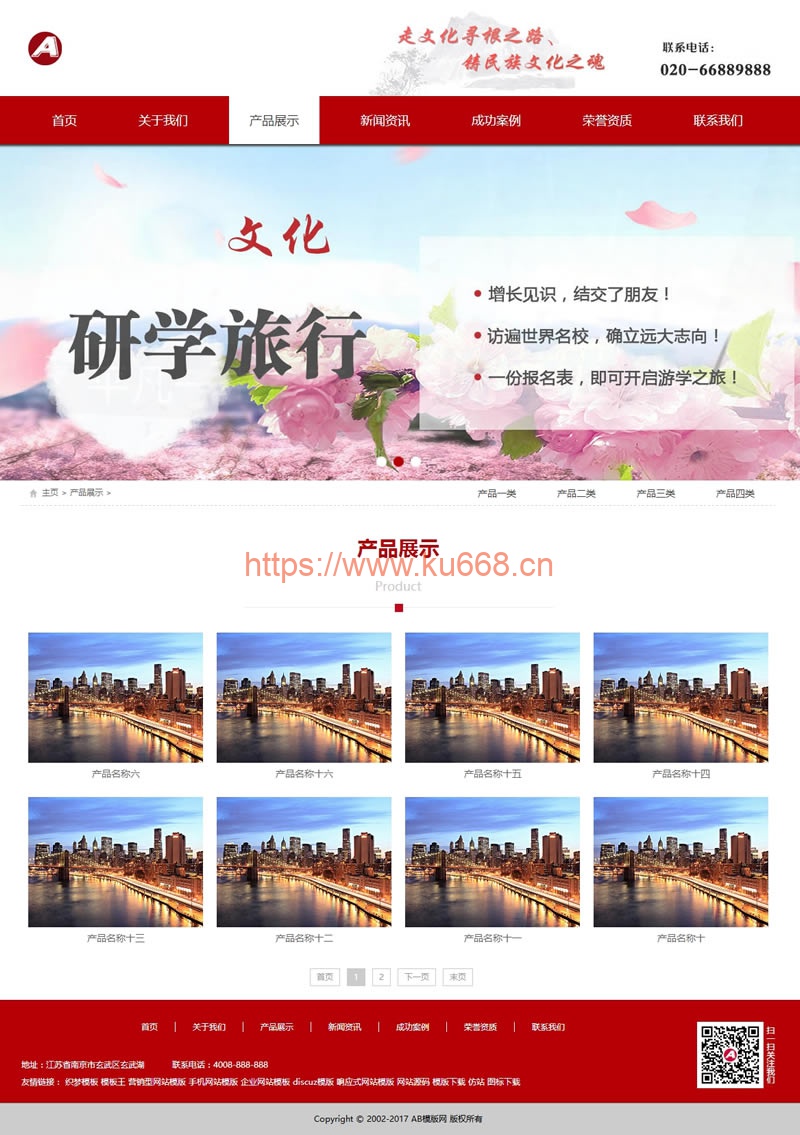 A
走文化寻根之路、
铸民族文化之魂
联系电话：
020-66889888
首页 关于我们 产品展示 新闻资讯 成功案例 荣誉资质 联系我们
文化
研学旅行
增长见识，结交了朋友！
访遍世界名校，确立远大志向！
一份报名表，即可开启游学之旅！
主页 > 产品展示 >
产品一类 产品二类 产品三类 产品四类
产品展示
https://www.ku668.cn
Product
产品名称六 产品名称十六 产品名称十五 产品名称十四
产品名称十三 产品名称十二 产品名称十一 产品名称十
首页 1 2 下一页 末页
首页 | 关于我们 | 产品展示 | 新闻资讯 | 成功案例 | 荣誉资质 | 联系我们
扫一扫关注我们
地址：江苏省南京市玄武区玄武湖 联系电话：4008-888-888
友情链接： 织梦模板 模板王 营销型网站模版 手机网站模版 企业网站模板 discuz模版 响应式网站模版 网站源码 模版下载 仿站 图标下载
Copyright © 2002-2017 AB模版网 版权所有